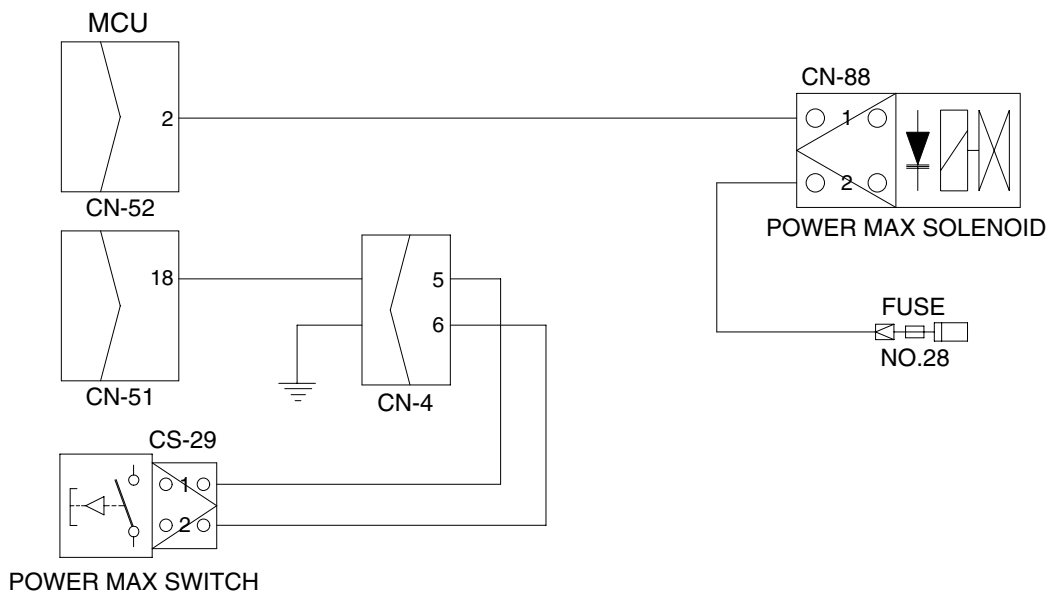 MCU
2
CN-52
CN-88
1
2
POWER MAX SOLENOID
18
CN-51
5
6
CN-4
FUSE
NO.28
CS-29
1
2
POWER MAX SWITCH